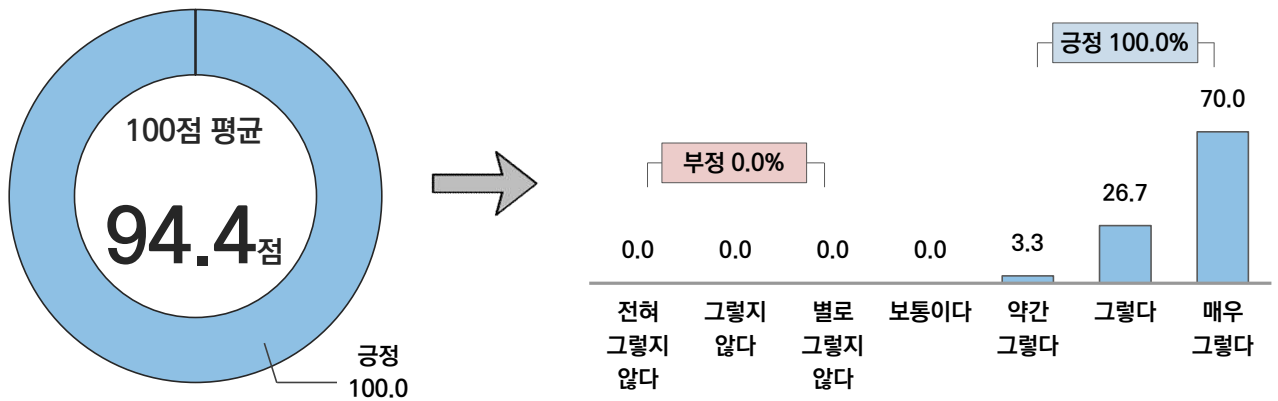 100점 평균
94.4점
긍정
100.0
부정 0.0%
긍정 100.0%
0.0
0.0
0.0
0.0
3.3
26.7
70.0
전혀
그렇지
않다
그렇지
않다
별로
그렇지
않다
보통이다
약간
그렇다
그렇다
매우
그렇다